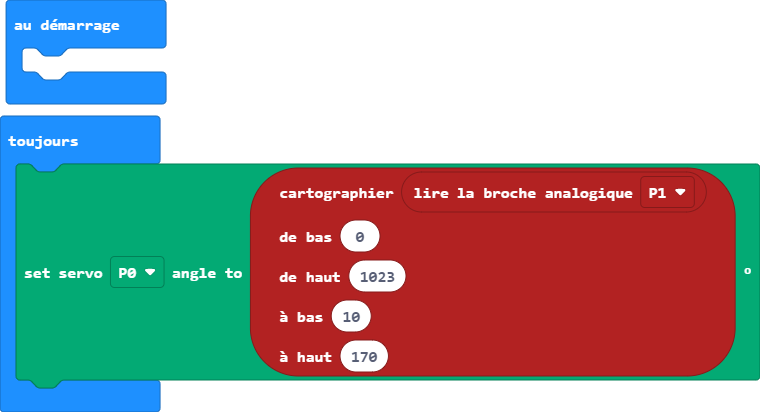 au démarrage
toujours
cartographier lire la broche analogique P1
de bas 0
de haut 1023
set servo P0 angle to °
à bas 10
à haut 170